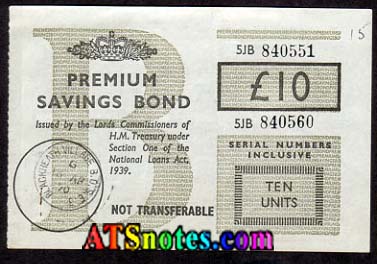 15
5JB 840551
PREMIUM
SAVINGS BOND
£10
Issued by the Lords Commissioners of
H.M. Treasury under
Section One of the
National Loans Act,
1939.
5JB 840560
SERIAL NUMBERS
INCLUSIVE
TEN
UNITS
NOT TRANSFERABLE
B
ATSnotes.com